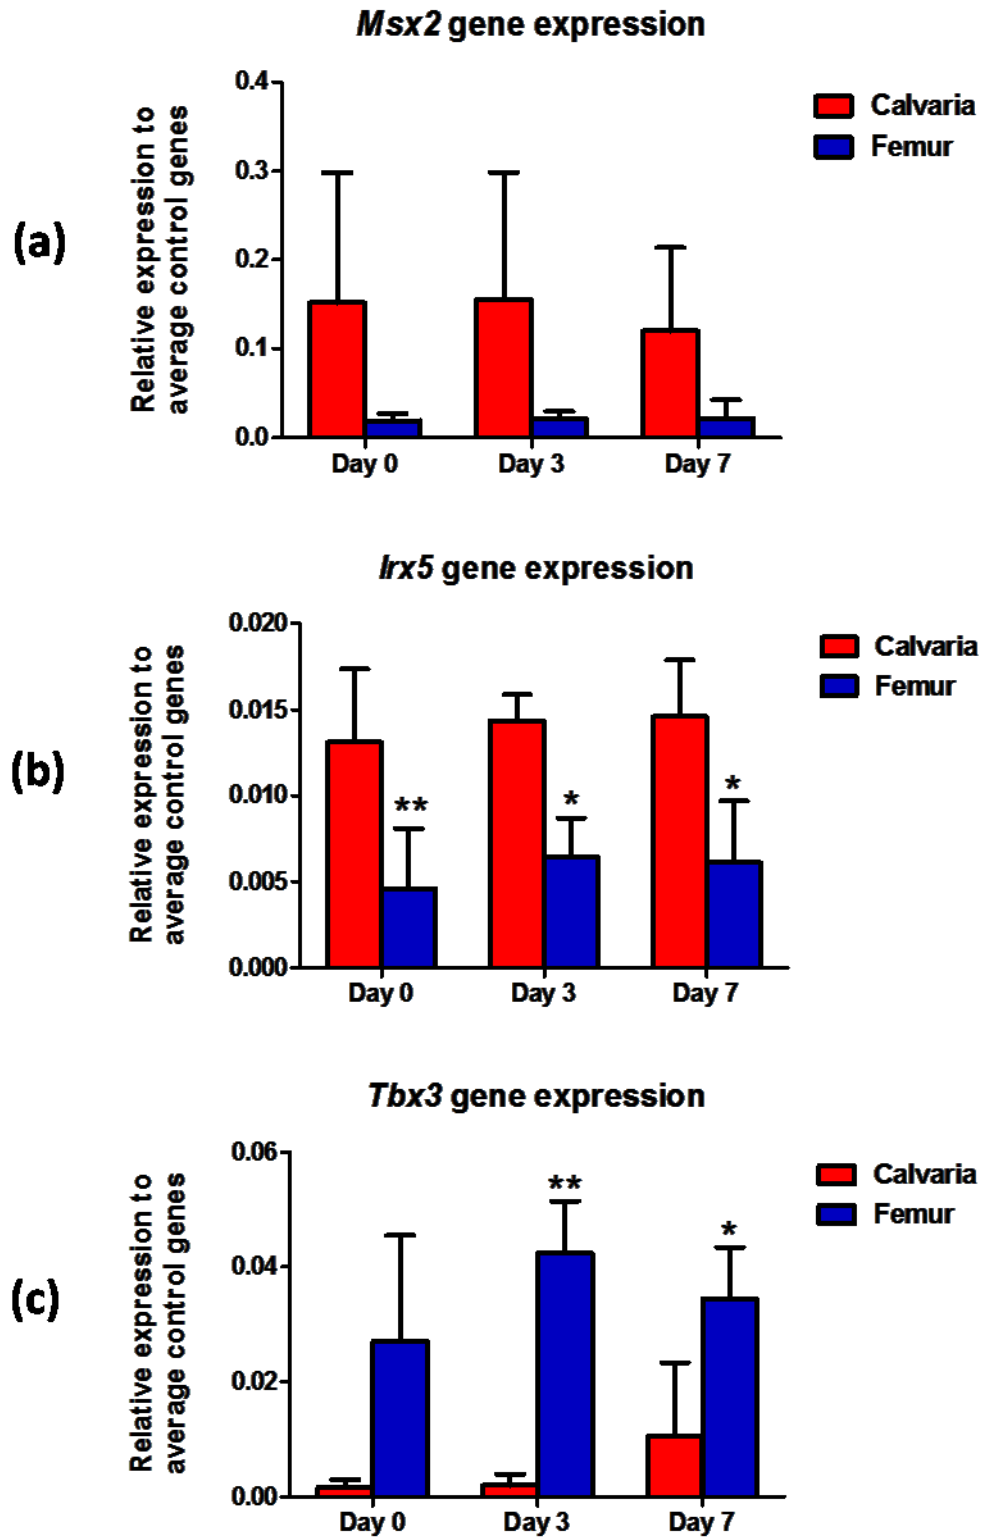 Msx2 gene expression
(a)
Relative expression to
average control genes
0.4
0.3
0.2
0.1
0.0
Day 0
Day 3
Day 7
Calvaria
Femur
Irx5 gene expression
(b)
Relative expression to
average control genes
0.020
0.015
0.010
0.005
0.000
**
*
*
Day 0
Day 3
Day 7
Calvaria
Femur
Tbx3 gene expression
(c)
Relative expression to
average control genes
0.06
0.04
0.02
0.00
**
*
Day 0
Day 3
Day 7
Calvaria
Femur